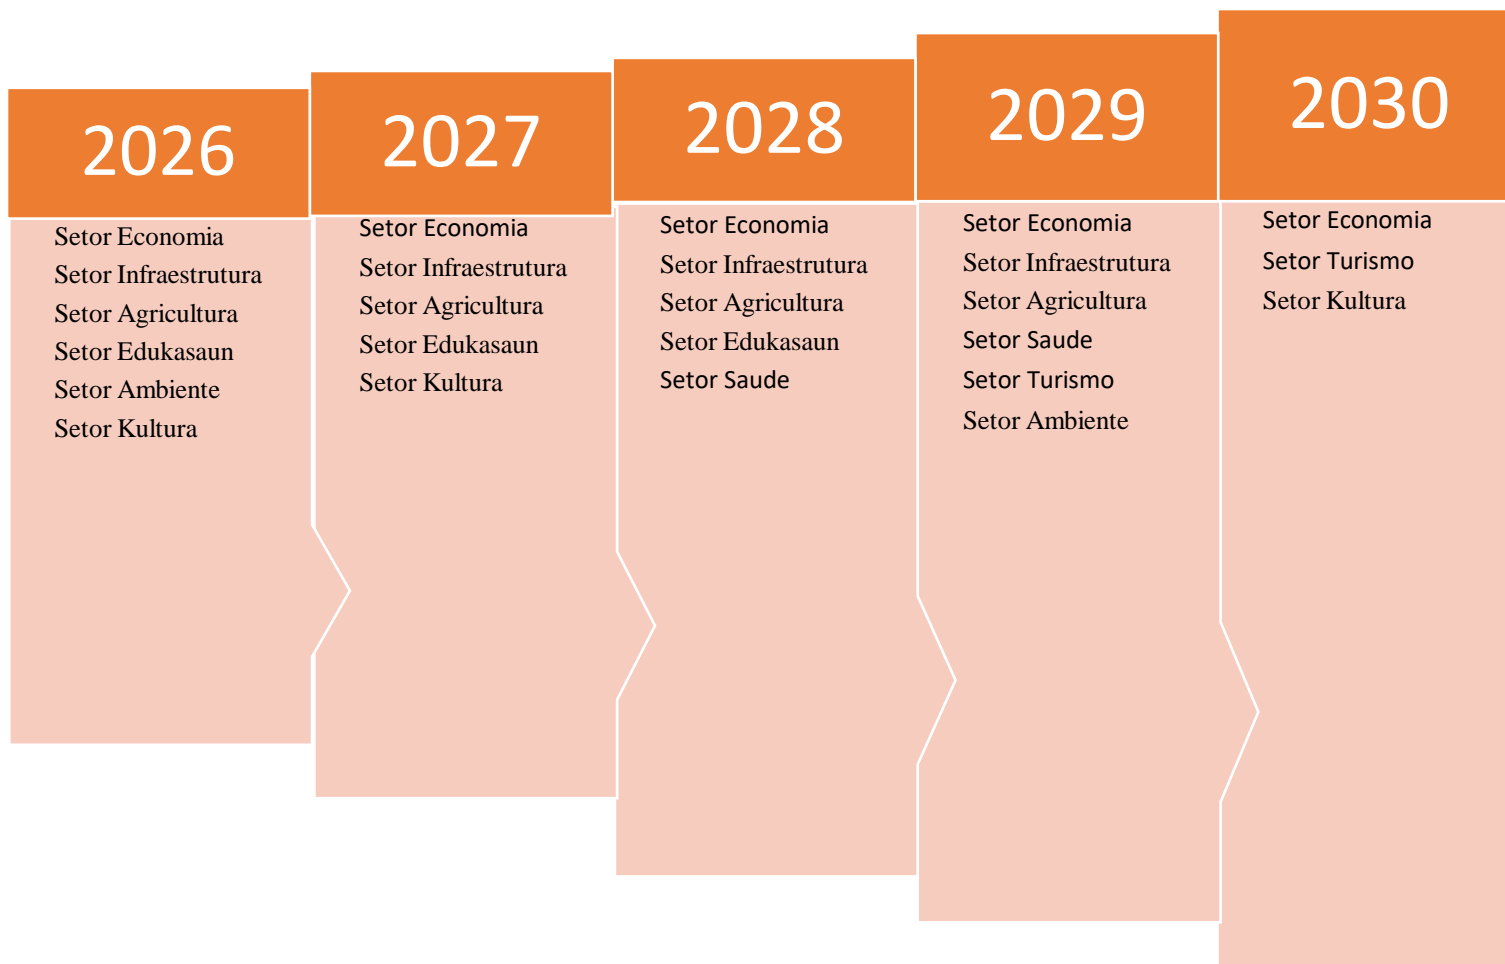 2026
Setor Economia
Setor Infraestrutura
Setor Agricultura
Setor Edukasaun
Setor Ambiente
Setor Kultura
2027
Setor Economia
Setor Infraestrutura
Setor Agricultura
Setor Edukasaun
Setor Kultura
2028
Setor Economia
Setor Infraestrutura
Setor Agricultura
Setor Edukasaun
Setor Saude
2029
Setor Economia
Setor Infraestrutura
Setor Agricultura
Setor Saude
Setor Turismo
Setor Ambiente
2030
Setor Economia
Setor Turismo
Setor Kultura